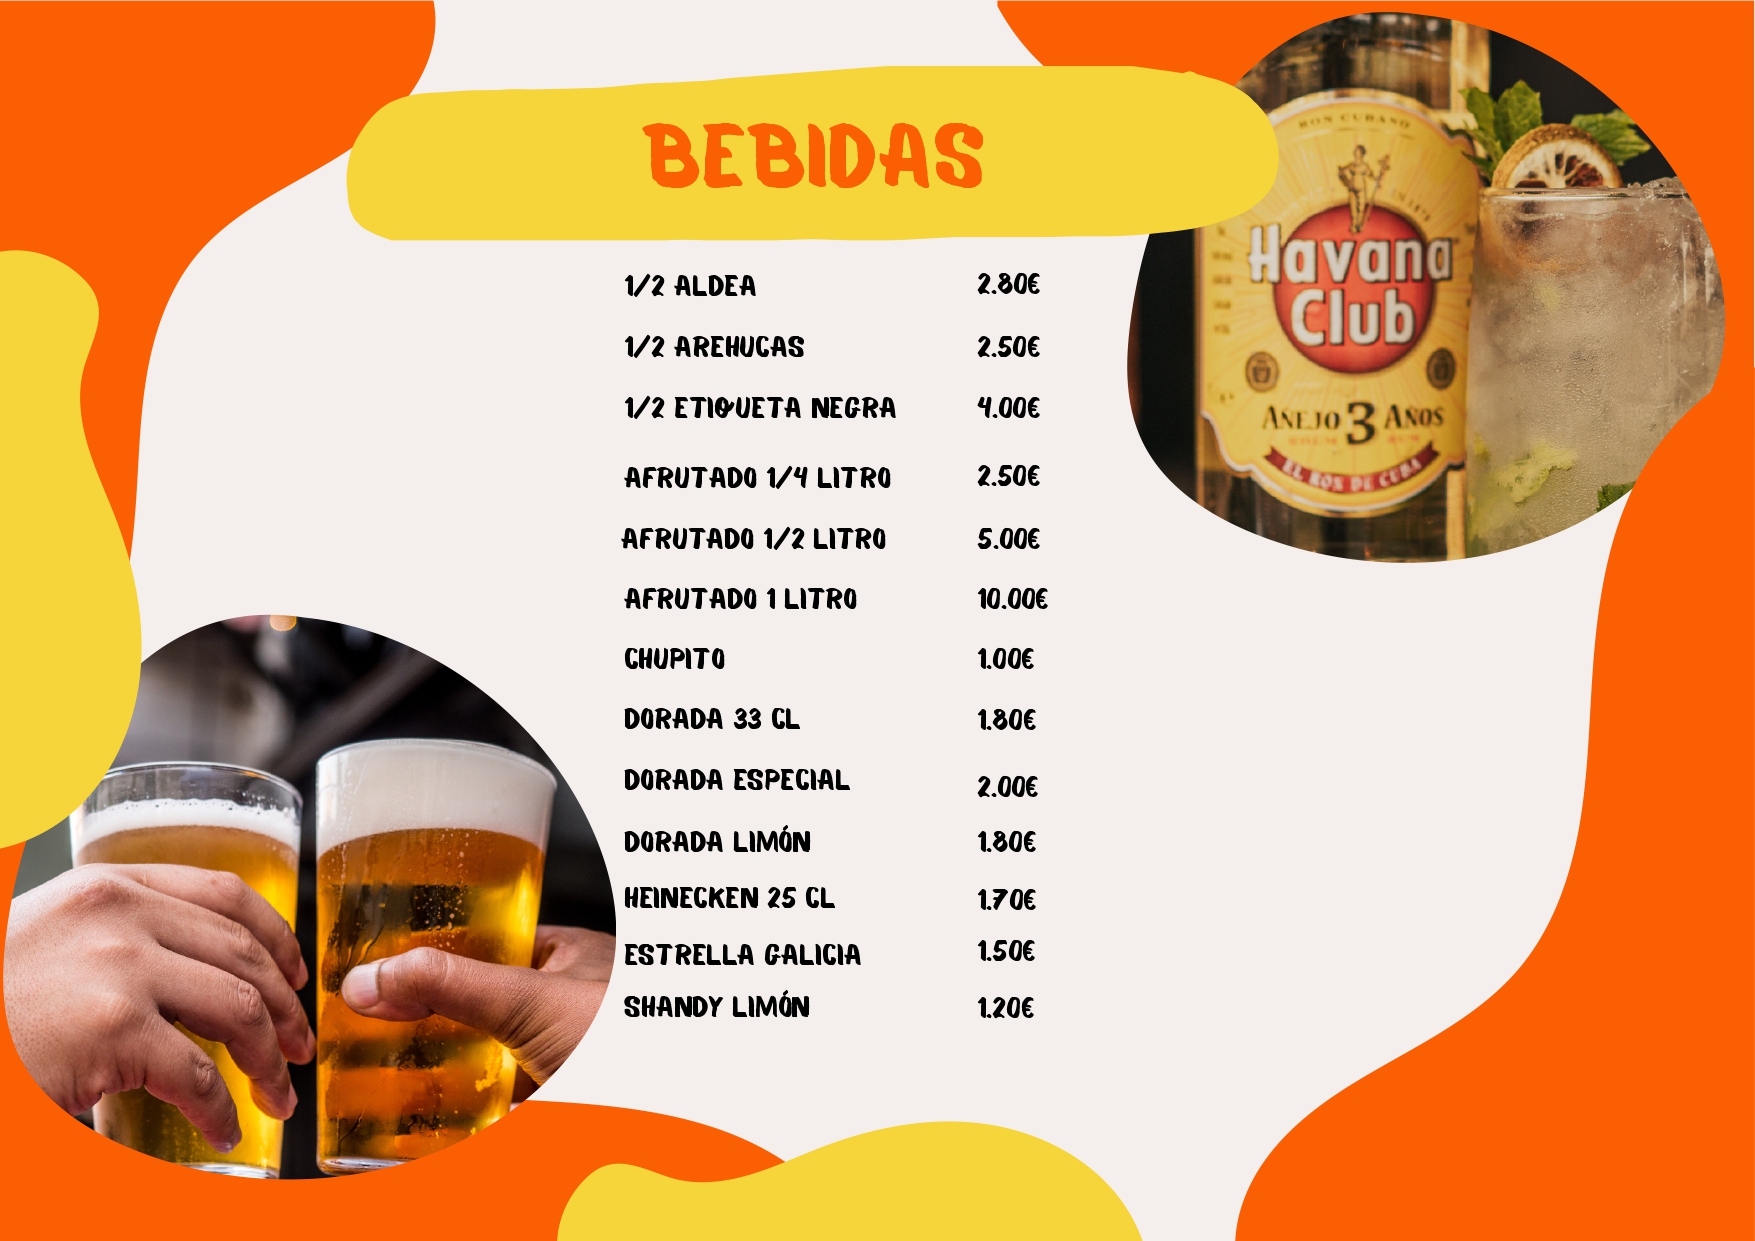 BEBIDAS
1/2 ALDEA 2.80€
1/2 AREHUCAS 2.50€
1/2 ETIQUETA NEGRA 4.00€
AFRUTADO 1/4 LITRO 2.50€
AFRUTADO 1/2 LITRO 5.00€
AFRUTADO 1 LITRO 10.00€
CHUPITO 1.00€
DORADA 33 CL 1.80€
DORADA ESPECIAL 2.00€
DORADA LIMÓN 1.80€
HEINECKEN 25 CL 1.70€
ESTRELLA GALICIA 1.50€
SHANDY LIMÓN 1.20€
RON CUBANO
Havana
Club
AÑEJO 3 AÑOS
EL RON DE CUBA